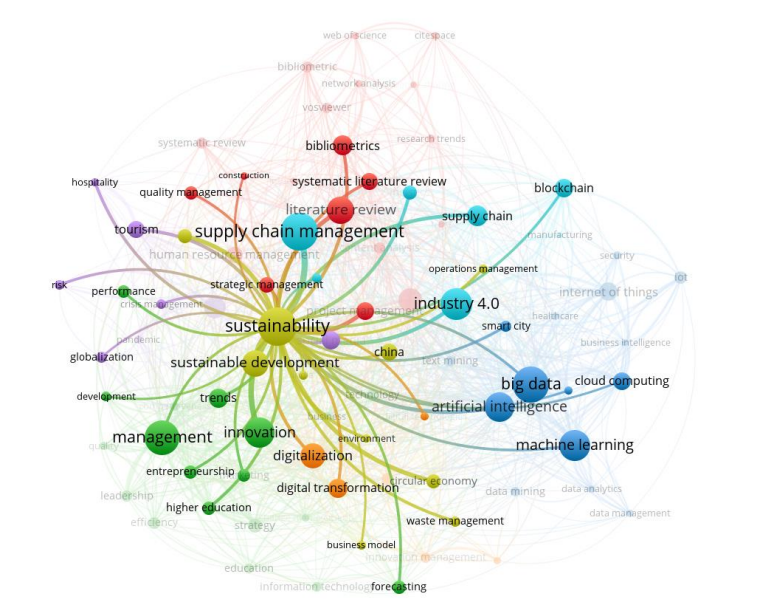 web of science
citespace
bibliometric
network analysis
vosviewer
systematic review
bibliometrics
research trends
construction
hospitality
quality management
systematic literature review
blockchain
literature review
supply chain
tourism
supply chain management
manufacturing
human resource management
security
operations management
risk
performance
strategic management
internet of things
iot
crisis management
project management
industry 4.0
healthcare
sustainability
smart city
pandemic
business intelligence
globalization
china
text mining
sustainable development
big data
cloud computing
development
trends
technology
artificial intelligence
business
management
innovation
environment
machine learning
quality
digitalization
entrepreneurship
circular economy
digital transformation
data mining
data analytics
leadership
higher education
data management
efficiency
strategy
waste management
business model
innovation management
education
information technology
forecasting